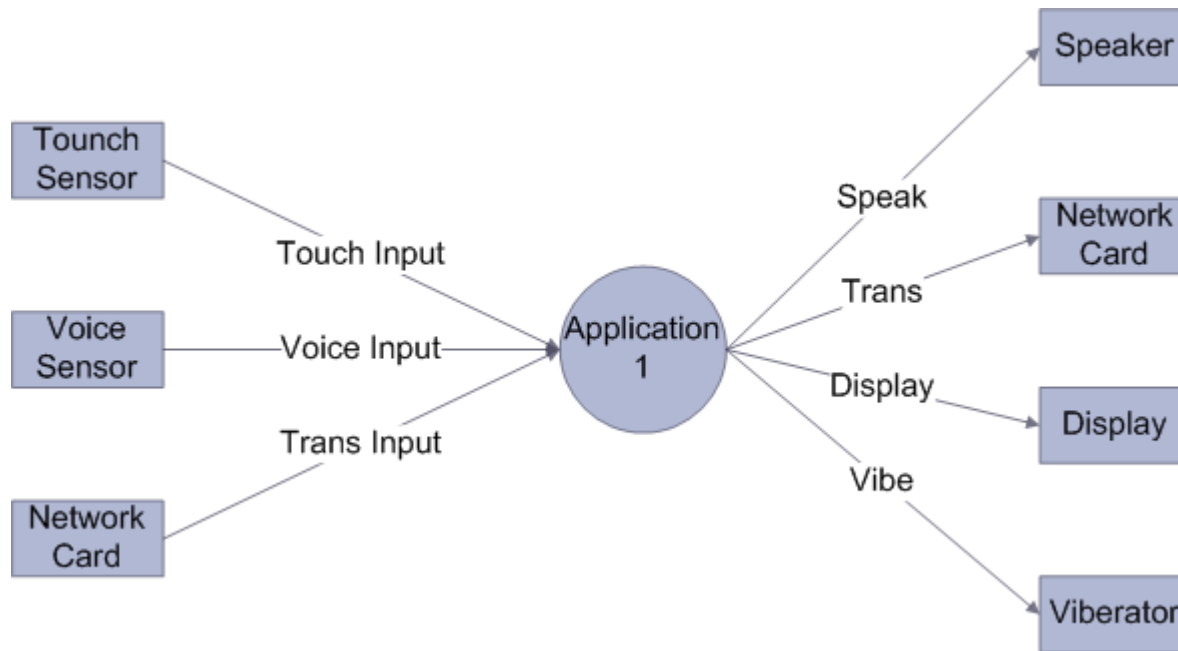 Speaker
Tounch
Sensor
Speak
Network
Card
Touch Input
Trans
Voice
Sensor
Voice Input
Application
1
Display
Display
Trans Input
Vibe
Network
Card
Viberator